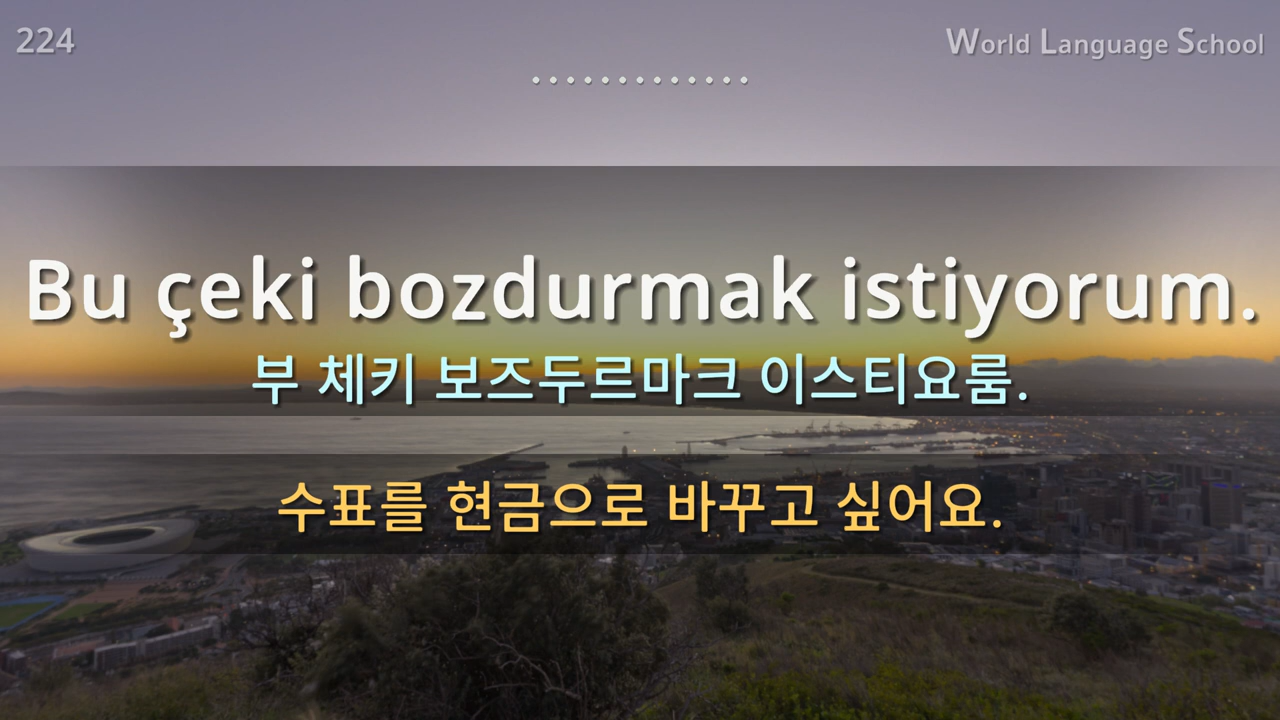 224
World Language School
Bu çeki bozdurmak istiyorum.
부 체키 보즈두르마크 이스티요룸.
수표를 현금으로 바꾸고 싶어요.